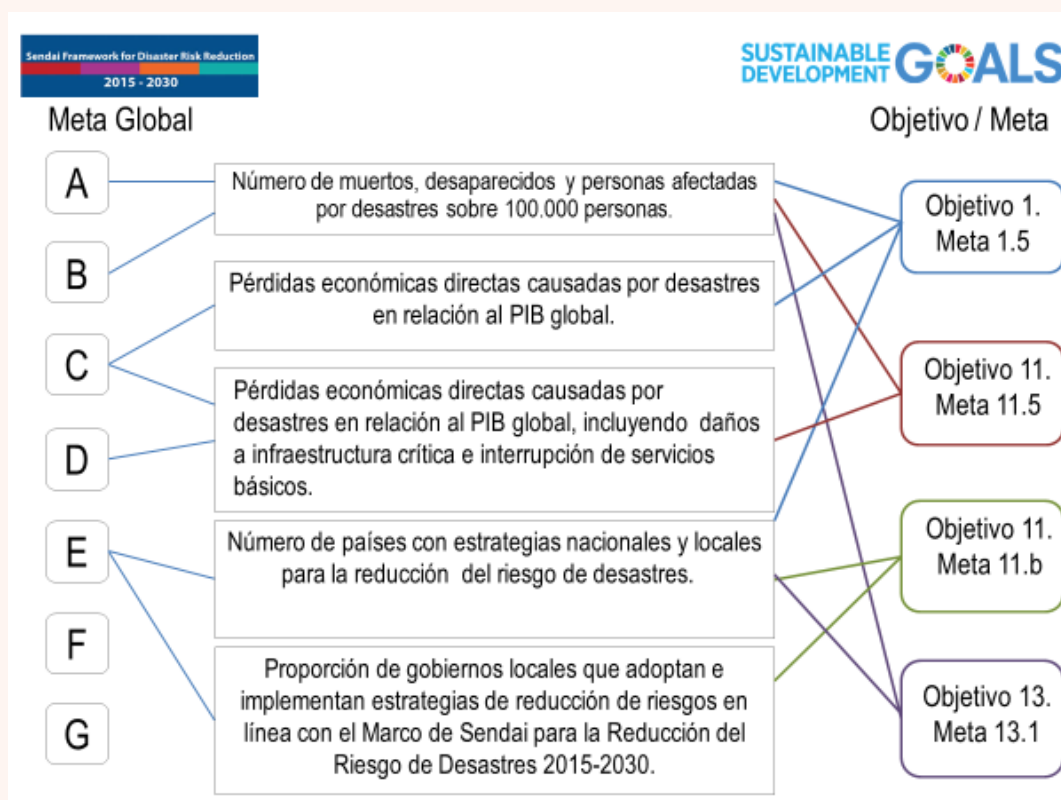 Sendai Framework for Disaster Risk Reduction
2015 - 2030
SUSTAINABLE
DEVELOPMENT
GOALS
Meta Global
Objetivo / Meta
A
B
C
D
E
F
G
Número de muertos, desaparecidos y personas afectadas
por desastres sobre 100.000 personas.
Pérdidas económicas directas causadas por desastres
en relación al PIB global.
Pérdidas económicas directas causadas por
desastres en relación al PIB global, incluyendo daños
a infraestructura crítica e interrupción de servicios
básicos.
Número de países con estrategias nacionales y locales
para la reducción del riesgo de desastres.
Proporción de gobiernos locales que adoptan e
implementan estrategias de reducción de riesgos en
línea con el Marco de Sendai para la Reducción del
Riesgo de Desastres 2015-2030.
Objetivo 1.
Meta 1.5
Objetivo 11.
Meta 11.5
Objetivo 11.
Meta 11.b
Objetivo 13.
Meta 13.1